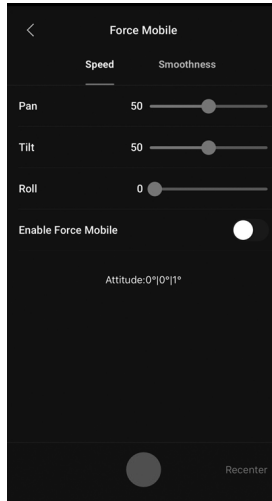 Force Mobile
Speed Smoothness
Pan 50
Tilt 50
Roll 0
Enable Force Mobile
Attitude:0°|0°|1°
Recenter